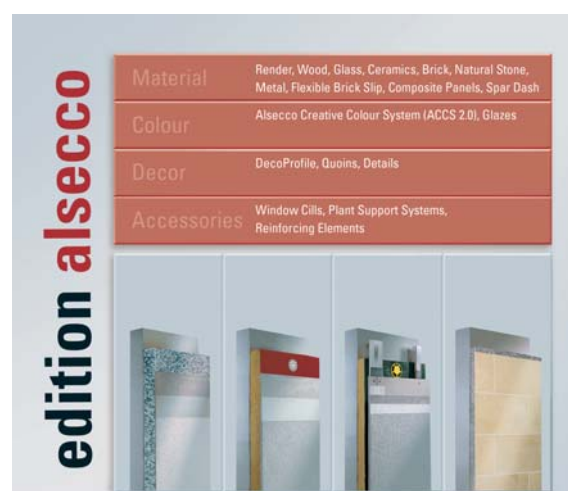 edition alsecco
Material
Render, Wood, Glass, Ceramics, Brick, Natural Stone,
Metal, Flexible Brick Slip, Composite Panels, Spar Dash
Colour
Alsecco Creative Colour System (ACCS 2.0), Glazes
Decor
DecoProfile, Quoins, Details
Accessories
Window Cills, Plant Support Systems,
Reinforcing Elements